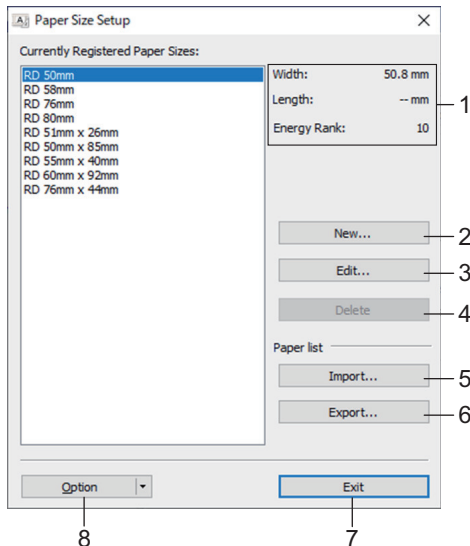 Paper Size Setup
Currently Registered Paper Sizes:
RD 50mm
RD 58mm
RD 76mm
RD 80mm
RD 51mm x 26mm
RD 50mm x 85mm
RD 55mm x 40mm
RD 60mm x 92mm
RD 76mm x 44mm
Width: 50.8 mm
Length: -- mm
Energy Rank: 10
1
New...
2
Edit...
3
Delete
4
Paper list
Import...
5
Export...
6
Option
Exit
8
7